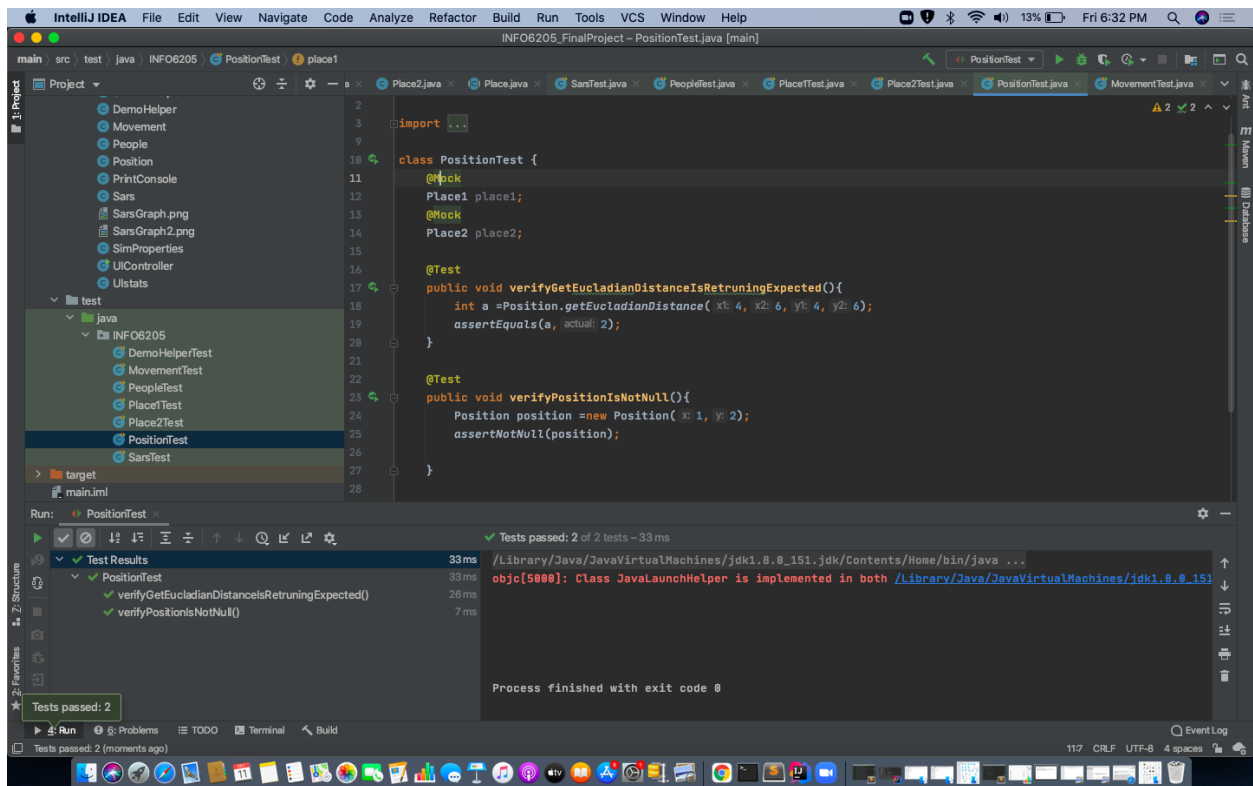 IntelliJ IDEA File Edit View Navigate Code Analyze Refactor Build Run Tools VCS Window Help 13% Fri 6:32 PM
INFO6205_FinalProject – PositionTest.java [main]
main src test java INFO6205 PositionTest place1 PositionTest
Project Place2.java Place.java SarsTest.java PeopleTest.java Place1Test.java Place2Test.java PositionTest.java MovementTest.java
1: Project
Ant
Maven
Database
DemoHelper
Movement
People
Position
PrintConsole
Sars
SarsGraph.png
SarsGraph2.png
SimProperties
UIController
UIstats
test
java
INFO6205
DemoHelperTest
MovementTest
PeopleTest
Place1Test
Place2Test
PositionTest
SarsTest
target
main.iml
2 2
2
3 import ...
9
10 class PositionTest {
11 @Mock
12 Place1 place1;
13 @Mock
14 Place2 place2;
15
16 @Test
17 public void verifyGetEucladianDistanceIsRetruningExpected(){
18 int a =Position.getEucladianDistance( x1: 4, x2: 6, y1: 4, y2: 6);
19 assertEquals(a, actual: 2);
20 }
21
22 @Test
23 public void verifyPositionIsNotNull(){
24 Position position =new Position( x: 1, y: 2);
25 assertNotNull(position);
26
27 }
28
Run: PositionTest
Tests passed: 2 of 2 tests – 33 ms
Test Results 33 ms
PositionTest 33 ms
verifyGetEucladianDistanceIsRetruningExpected() 26 ms
verifyPositionIsNotNull() 7 ms
/Library/Java/JavaVirtualMachines/jdk1.8.0_151.jdk/Contents/Home/bin/java ...
objc[5000]: Class JavaLaunchHelper is implemented in both /Library/Java/JavaVirtualMachines/jdk1.8.0_151
Process finished with exit code 0
Z: Structure
2: Favorites
Tests passed: 2
4: Run 6: Problems TODO Terminal Build Event Log
Tests passed: 2 (moments ago) 11:7 CRLF UTF-8 4 spaces